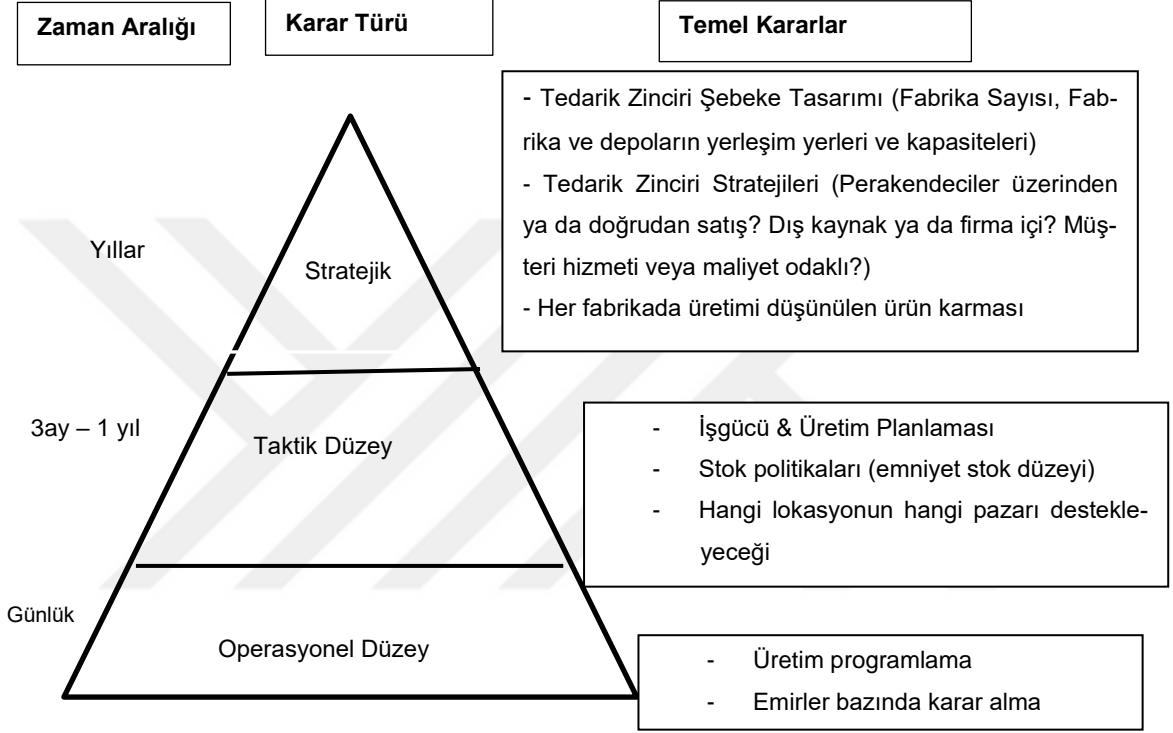 Zaman Aralığı
Karar Türü
Temel Kararlar
Yıllar
Stratejik
- Tedarik Zinciri Şebeke Tasarımı (Fabrika Sayısı, Fab-
rika ve depoların yerleşim yerleri ve kapasiteleri)
- Tedarik Zinciri Stratejileri (Perakendeciler üzerinden
ya da doğrudan satış? Dış kaynak ya da firma içi? Müş-
teri hizmeti veya maliyet odaklı?)
- Her fabrikada üretimi düşünülen ürün karması
3ay – 1 yıl
Taktik Düzey
- İşgücü & Üretim Planlaması
- Stok politikaları (emniyet stok düzeyi)
- Hangi lokasyonun hangi pazarı destekle-
yeceği
Günlük
Operasyonel Düzey
- Üretim programlama
- Emirler bazında karar alma